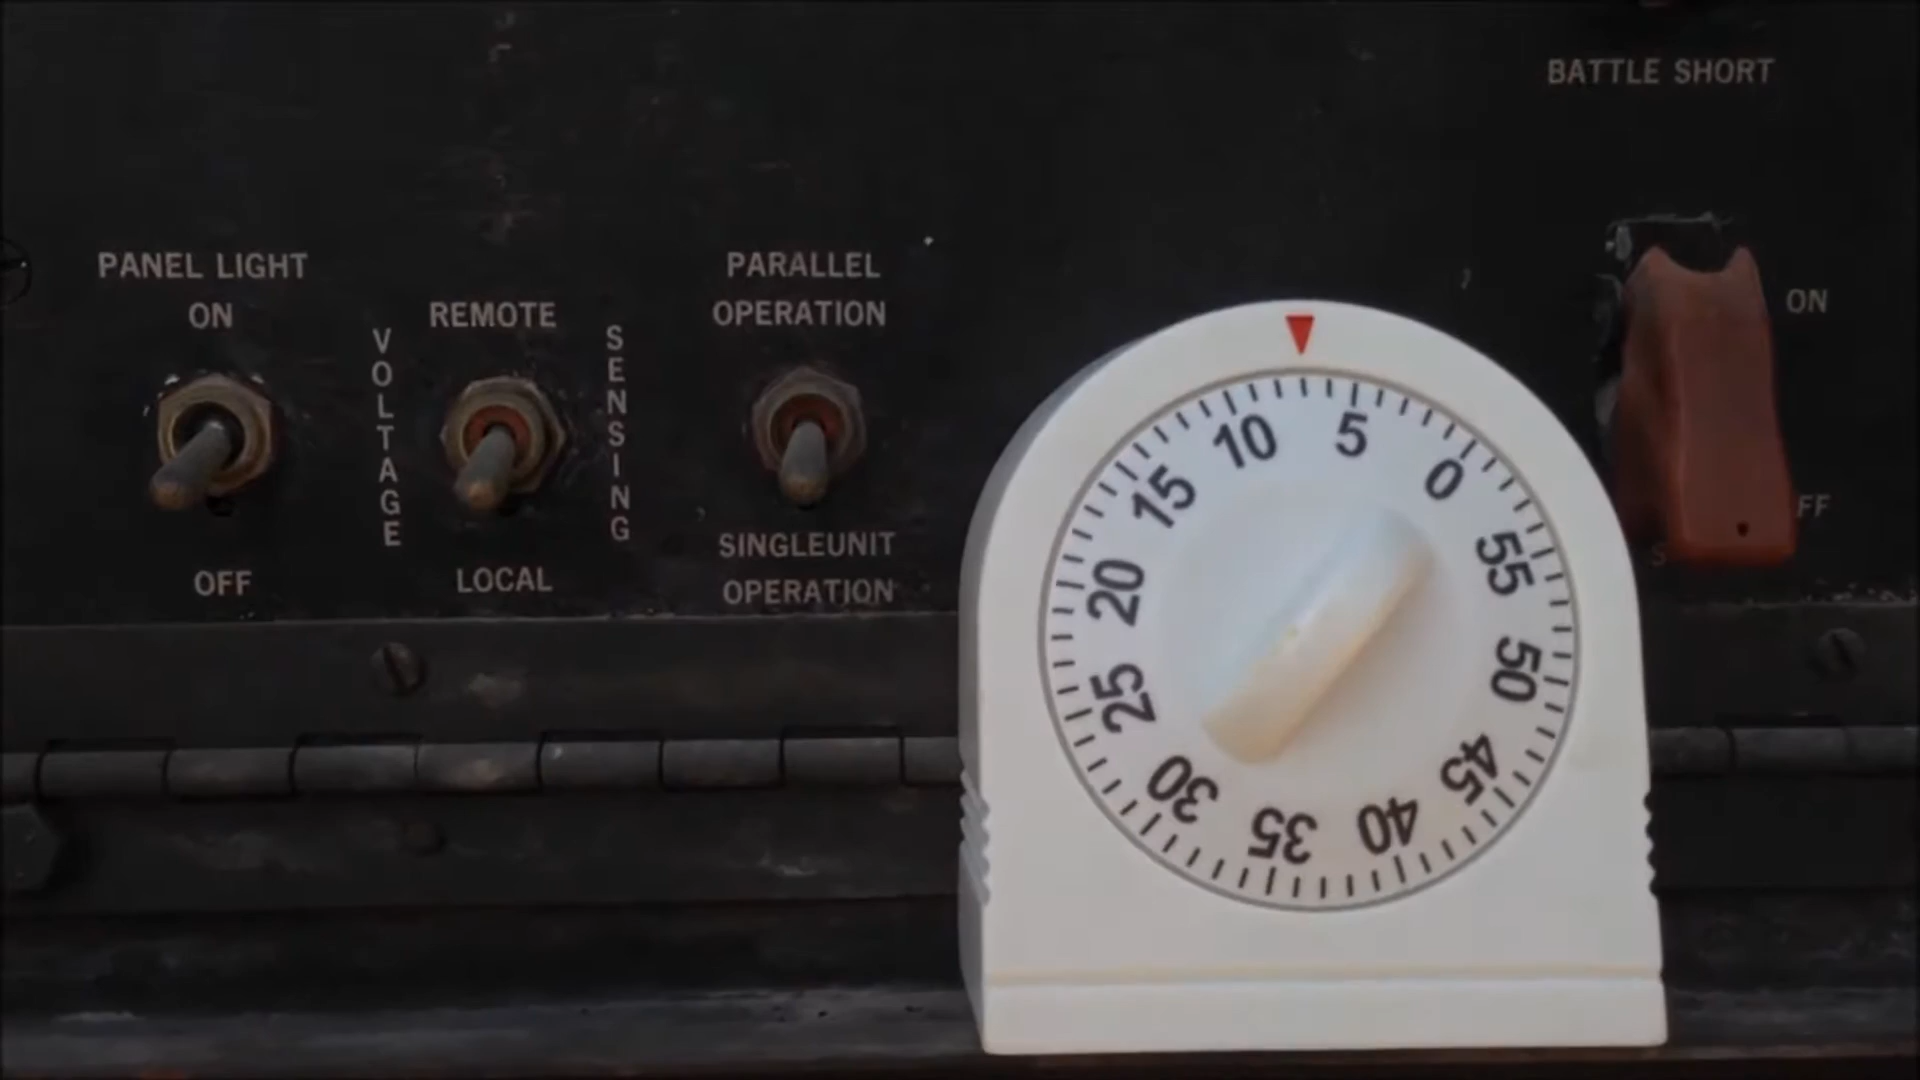 BATTLE SHORT
PANEL LIGHT
ON
OFF
VOLTAGE
REMOTE
LOCAL
SENSING
PARALLEL
OPERATION
SINGLEUNIT
OPERATION
ON
FF
0
5
10
15
20
25
30
35
40
45
50
55